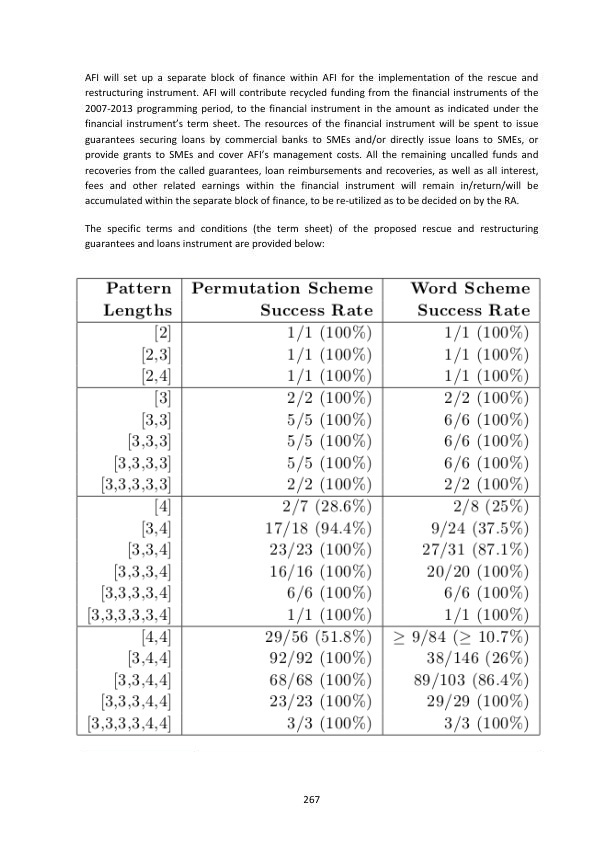 AFI will set up a separate block of finance within AFI for the implementation of the rescue and
restructuring instrument. AFI will contribute recycled funding from the financial instruments of the
2007-2013 programming period, to the financial instrument in the amount as indicated under the
financial instrument's term sheet. The resources of the financial instrument will be spent to issue
guarantees securing loans by commercial banks to SMEs and/or directly issue loans to SMEs, or
provide grants to SMEs and cover AFI's management costs. All the remaining uncalled funds and
recoveries from the called guarantees, loan reimbursements and recoveries, as well as all interest,
fees and other related earnings within the financial instrument will remain in/return/will be
accumulated within the separate block of finance, to be re-utilized as to be decided on by the RA.
The specific terms and conditions (the term sheet) of the proposed rescue and restructuring
guarantees and loans instrument are provided below:
Pattern Permutation Scheme Word Scheme
Lengths Success Rate Success Rate
[2] 1/1 (100%) 1/1 (100%)
[2,3] 1/1 (100%) 1/1 (100%)
[2,4] 1/1 (100%) 1/1 (100%)
[3] 2/2 (100%) 2/2 (100%)
[3,3] 5/5 (100%) 6/6 (100%)
[3,3,3] 5/5 (100%) 6/6 (100%)
[3,3,3,3] 5/5 (100%) 6/6 (100%)
[3,3,3,3,3] 2/2 (100%) 2/2 (100%)
[4] 2/7 (28.6%) 2/8 (25%)
[3,4] 17/18 (94.4%) 9/24 (37.5%)
[3,3,4] 23/23 (100%) 27/31 (87.1%)
[3,3,3,4] 16/16 (100%) 20/20 (100%)
[3,3,3,3,4] 6/6 (100%) 6/6 (100%)
[3,3,3,3,3,4] 1/1 (100%) 1/1 (100%)
[4,4] 29/56 (51.8%) ≥ 9/84 (≥ 10.7%)
[3,4,4] 92/92 (100%) 38/146 (26%)
[3,3,4,4] 68/68 (100%) 89/103 (86.4%)
[3,3,3,4,4] 23/23 (100%) 29/29 (100%)
[3,3,3,3,4,4] 3/3 (100%) 3/3 (100%)
267